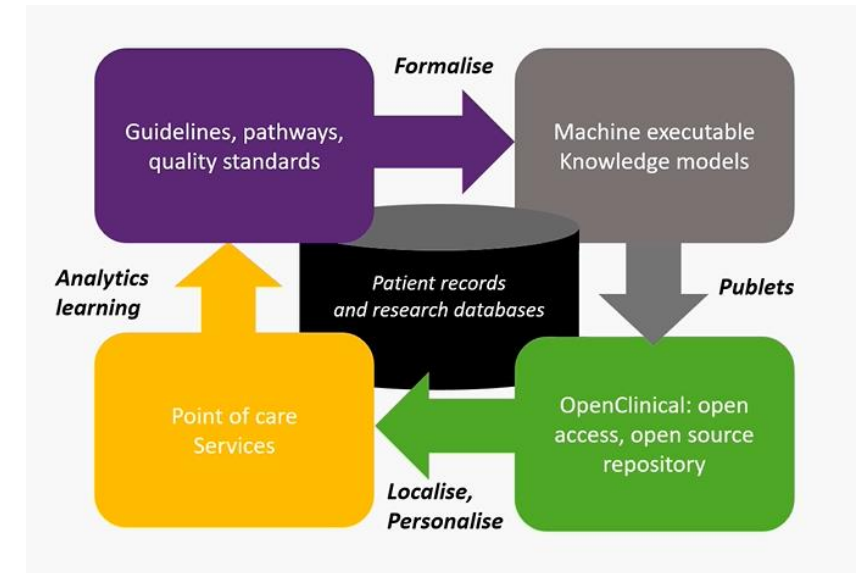 Formalise
Guidelines, pathways,
quality standards
Machine executable
Knowledge models
Analytics
learning
Patient records
and research databases
Publets
Point of care
Services
OpenClinical: open
access, open source
repository
Localise,
Personalise